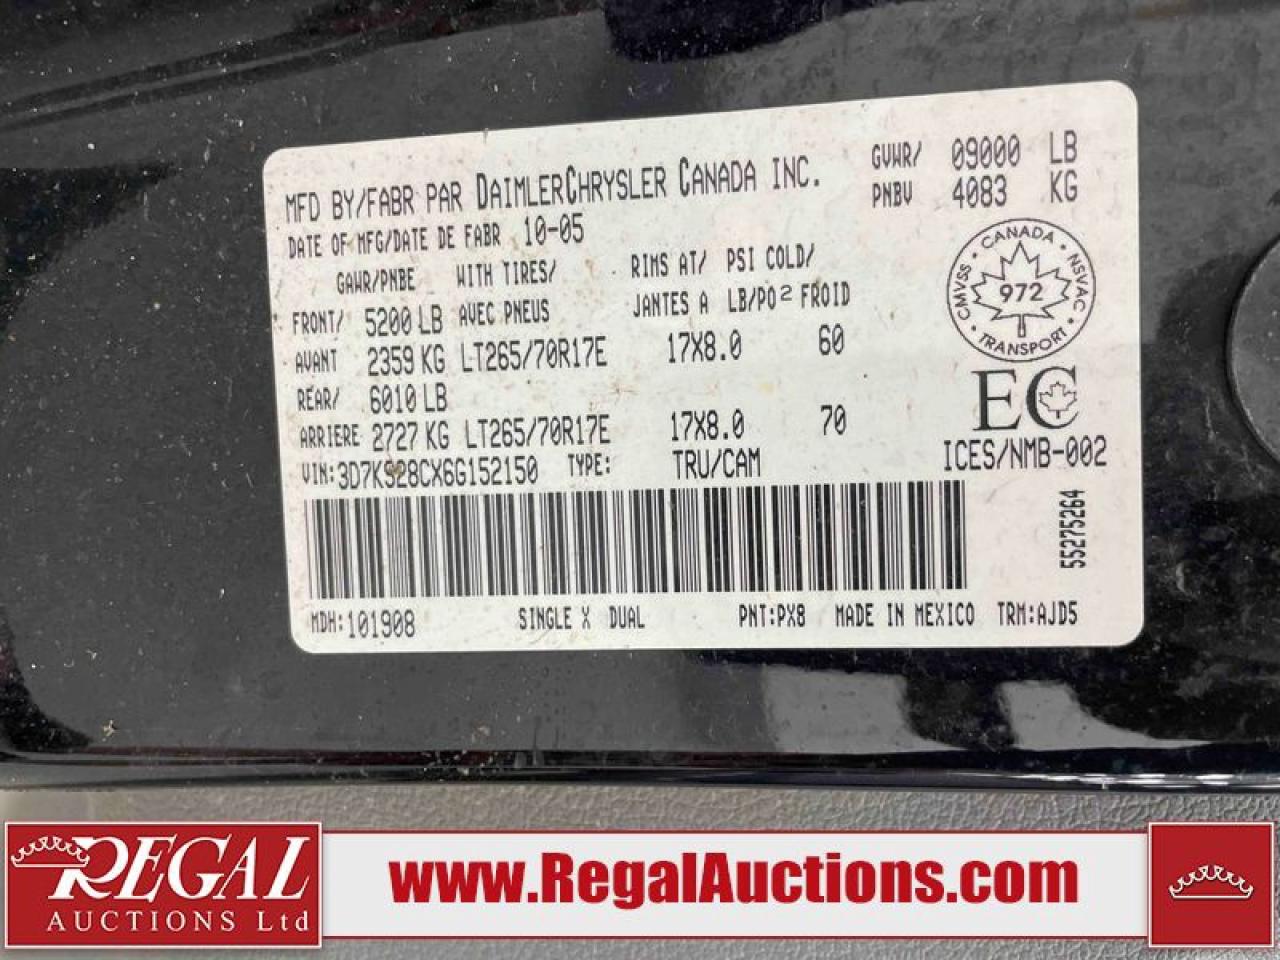 MFD BY/FABR PAR DAIMLERCHRYSLER CANADA INC.
GVWR/ 09000 LB
PNBV 4083 KG
DATE OF MFG/DATE DE FABR 10-05
GAWR/PNBE WITH TIRES/ RIMS AT/ PSI COLD/
FRONT/ 5200 LB AVEC PNEUS JANTES A LB/PO2 FROID
AVANT 2359 KG LT265/70R17E 17X8.0 60
REAR/ 6010 LB
ARRIERE 2727 KG LT265/70R17E 17X8.0 70
VIN:3D7KS28CX6G152150 TYPE: TRU/CAM
CANADA · NSVAC · TRANSPORT · CMVSS ·
972
EC
ICES/NMB-002
55275264
MDH:101908 SINGLE X DUAL PNT:PX8 MADE IN MEXICO TRM:AJD5
REGAL
AUCTIONS Ltd
www.RegalAuctions.com